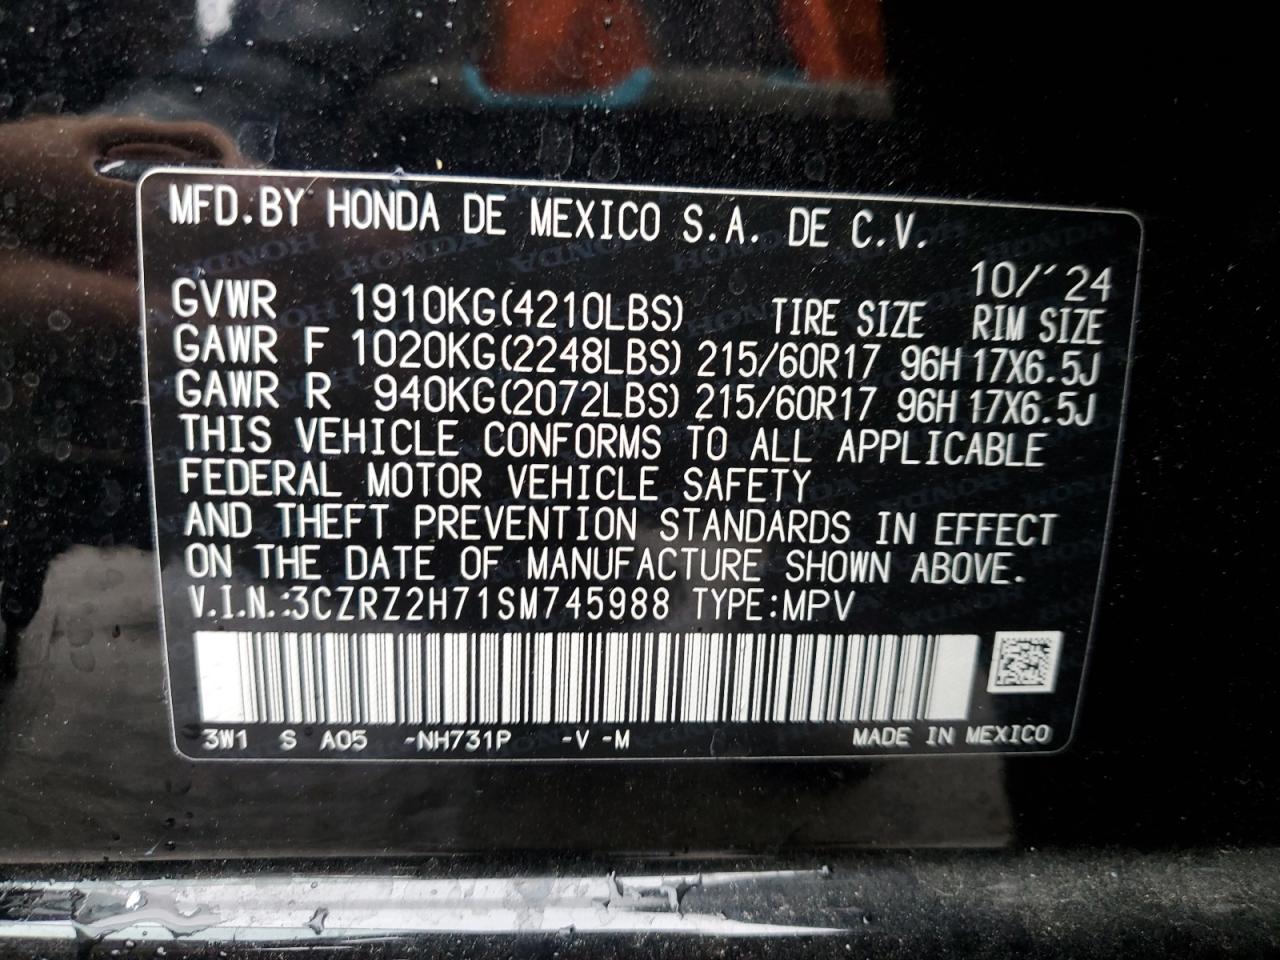 MFD.BY HONDA DE MEXICO S.A. DE C.V.
10/'24
GVWR 1910KG(4210LBS) TIRE SIZE RIM SIZE
GAWR F 1020KG(2248LBS) 215/60R17 96H 17X6.5J
GAWR R 940KG(2072LBS) 215/60R17 96H 17X6.5J
THIS VEHICLE CONFORMS TO ALL APPLICABLE
FEDERAL MOTOR VEHICLE SAFETY
AND THEFT PREVENTION STANDARDS IN EFFECT
ON THE DATE OF MANUFACTURE SHOWN ABOVE.
V.I.N.:3CZRZ2H71SM745988 TYPE:MPV
3W1 S A05 -NH731P -V -M MADE IN MEXICO